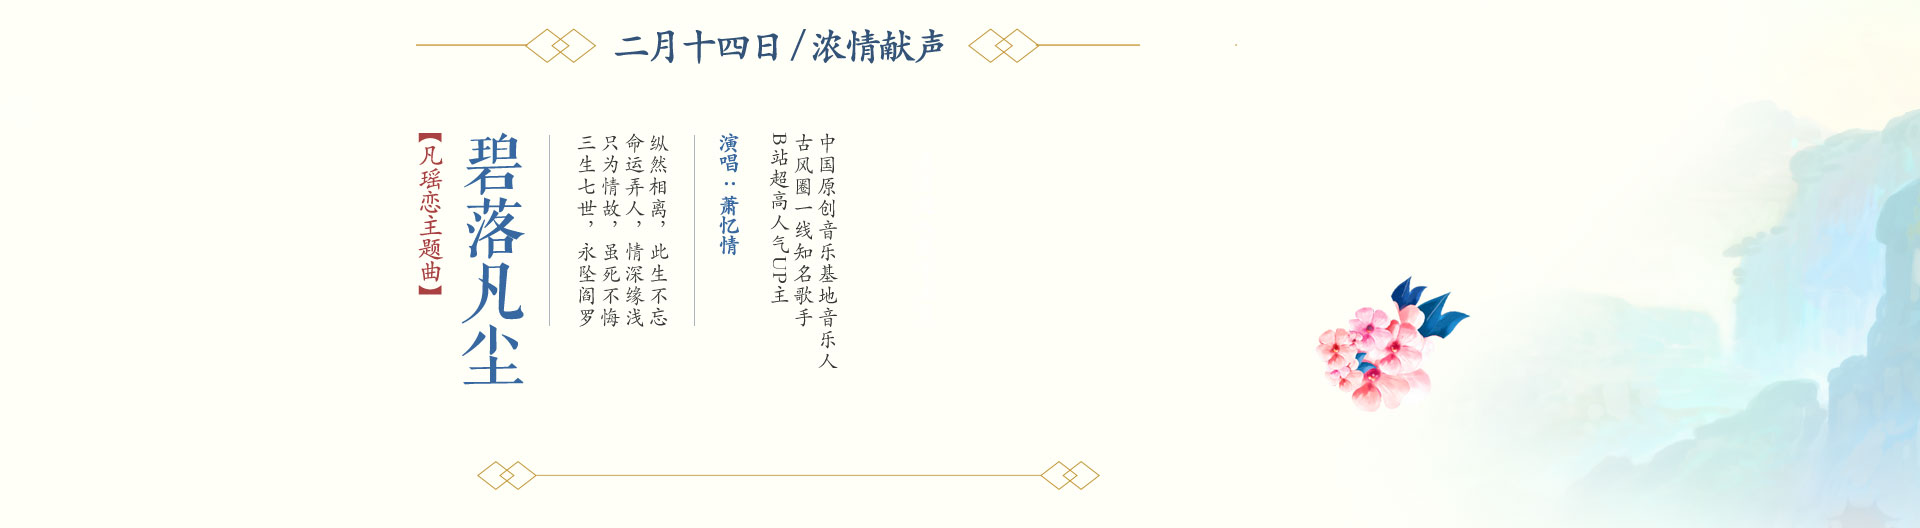 二月十四日/浓情献声
【凡瑶恋主题曲】
碧落凡尘
纵然相离，此生不忘
命运弄人，情深缘浅
只为情故，虽死不悔
三生七世，永坠阎罗
演唱：萧忆情
中国原创音乐基地音乐人
古风圈一线知名歌手
B站超高人气UP主